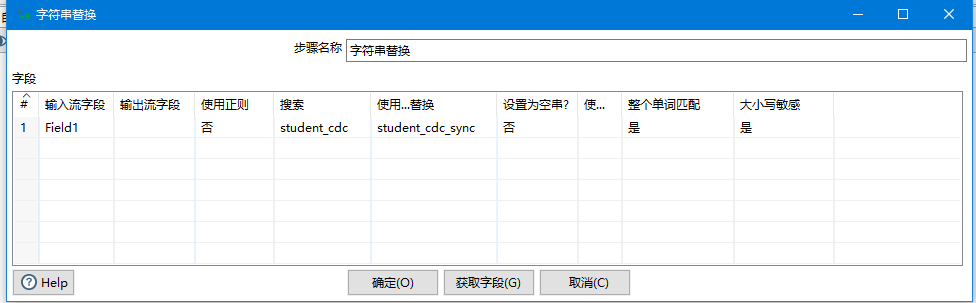 字符串替换
步骤名称 字符串替换
字段
# 输入流字段 输出流字段 使用正则 搜索 使用...替换 设置为空串? 使... 整个单词匹配 大小写敏感
1 Field1 否 student_cdc student_cdc_sync 否 是 是
Help 确定(O) 获取字段(G) 取消(C)